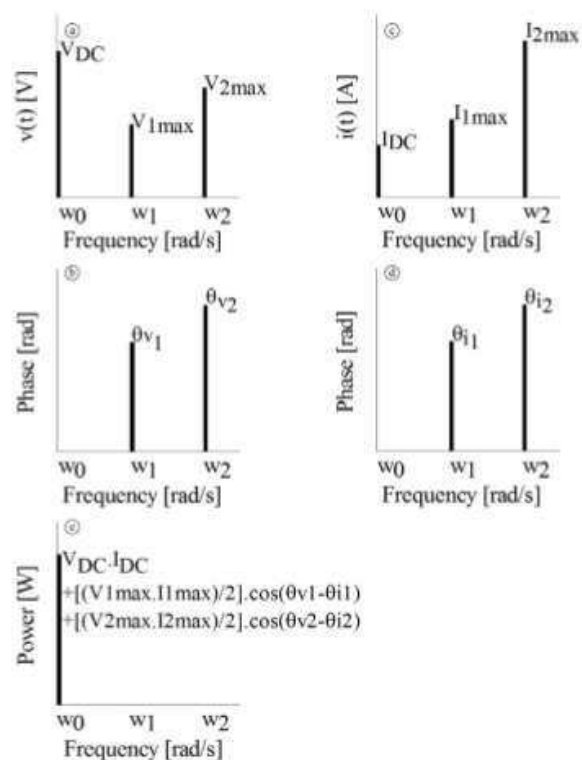 a
v(t) [V]
VDC
V1max
V2max
w0 w1 w2
Frequency [rad/s]
c
i(t) [A]
IDC
I1max
I2max
w0 w1 w2
Frequency [rad/s]
b
Phase [rad]
θv1
θv2
w0 w1 w2
Frequency [rad/s]
d
Phase [rad]
θi1
θi2
w0 w1 w2
Frequency [rad/s]
e
Power [W]
VDC.IDC
+[(V1max.I1max)/2].cos(θv1-θi1)
+[(V2max.I2max)/2].cos(θv2-θi2)
w0 w1 w2
Frequency [rad/s]